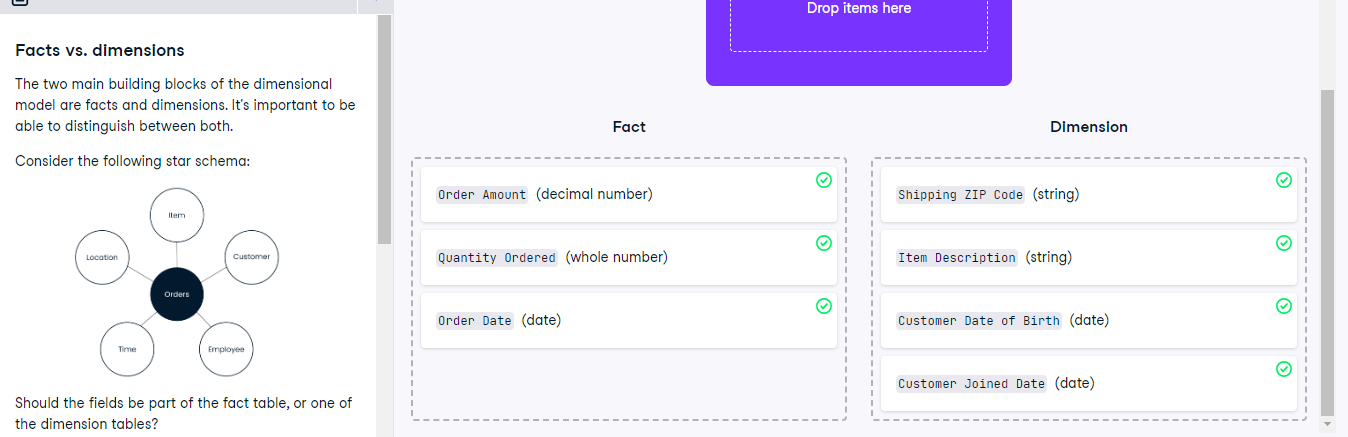 Facts vs. dimensions
The two main building blocks of the dimensional
model are facts and dimensions. It's important to be
able to distinguish between both.
Consider the following star schema:
Item
Location
Customer
Orders
Time
Employee
Should the fields be part of the fact table, or one of
the dimension tables?
Drop items here
Fact
Order Amount (decimal number)
Quantity Ordered (whole number)
Order Date (date)
Dimension
Shipping ZIP Code (string)
Item Description (string)
Customer Date of Birth (date)
Customer Joined Date (date)